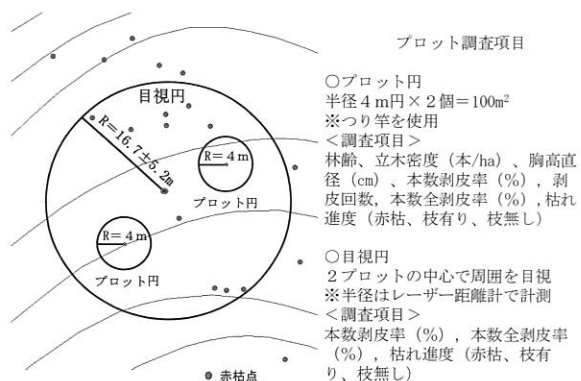 目視円
R=16.7±5.2m
R=4m
プロット円
R=4m
プロット円
赤枯点
プロット調査項目
○プロット円
半径4m円×2個=100m²
※つり竿を使用
<調査項目>
林齢、立木密度（本/ha）、胸高直
径（cm）、本数剥皮率（%）, 剥
皮回数, 本数全剥皮率（%）,枯れ
進度（赤枯、枝有り、枝無し）
○目視円
2プロットの中心で周囲を目視
※半径はレーザー距離計で計測
<調査項目>
本数剥皮率（%）, 本数全剥皮率
（%）, 枯れ進度（赤枯、枝有
り、枝無し）